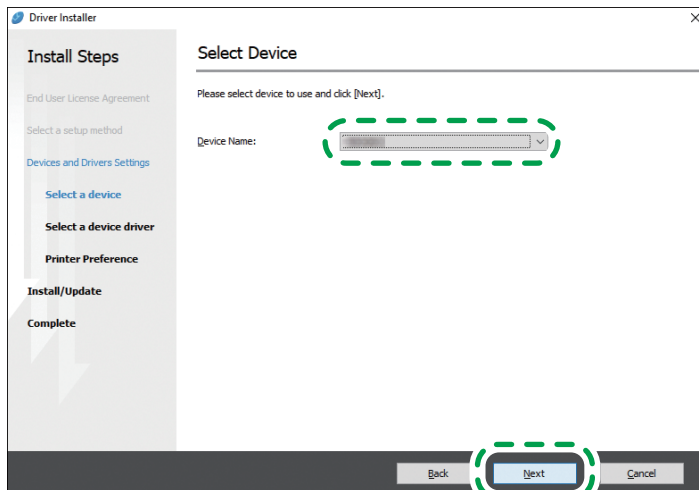 Driver Installer
Install Steps
End User License Agreement
Select a setup method
Devices and Drivers Settings
Select a device
Select a device driver
Printer Preference
Install/Update
Complete
Select Device
Please select device to use and click [Next].
Device Name:
Back
Next
Cancel